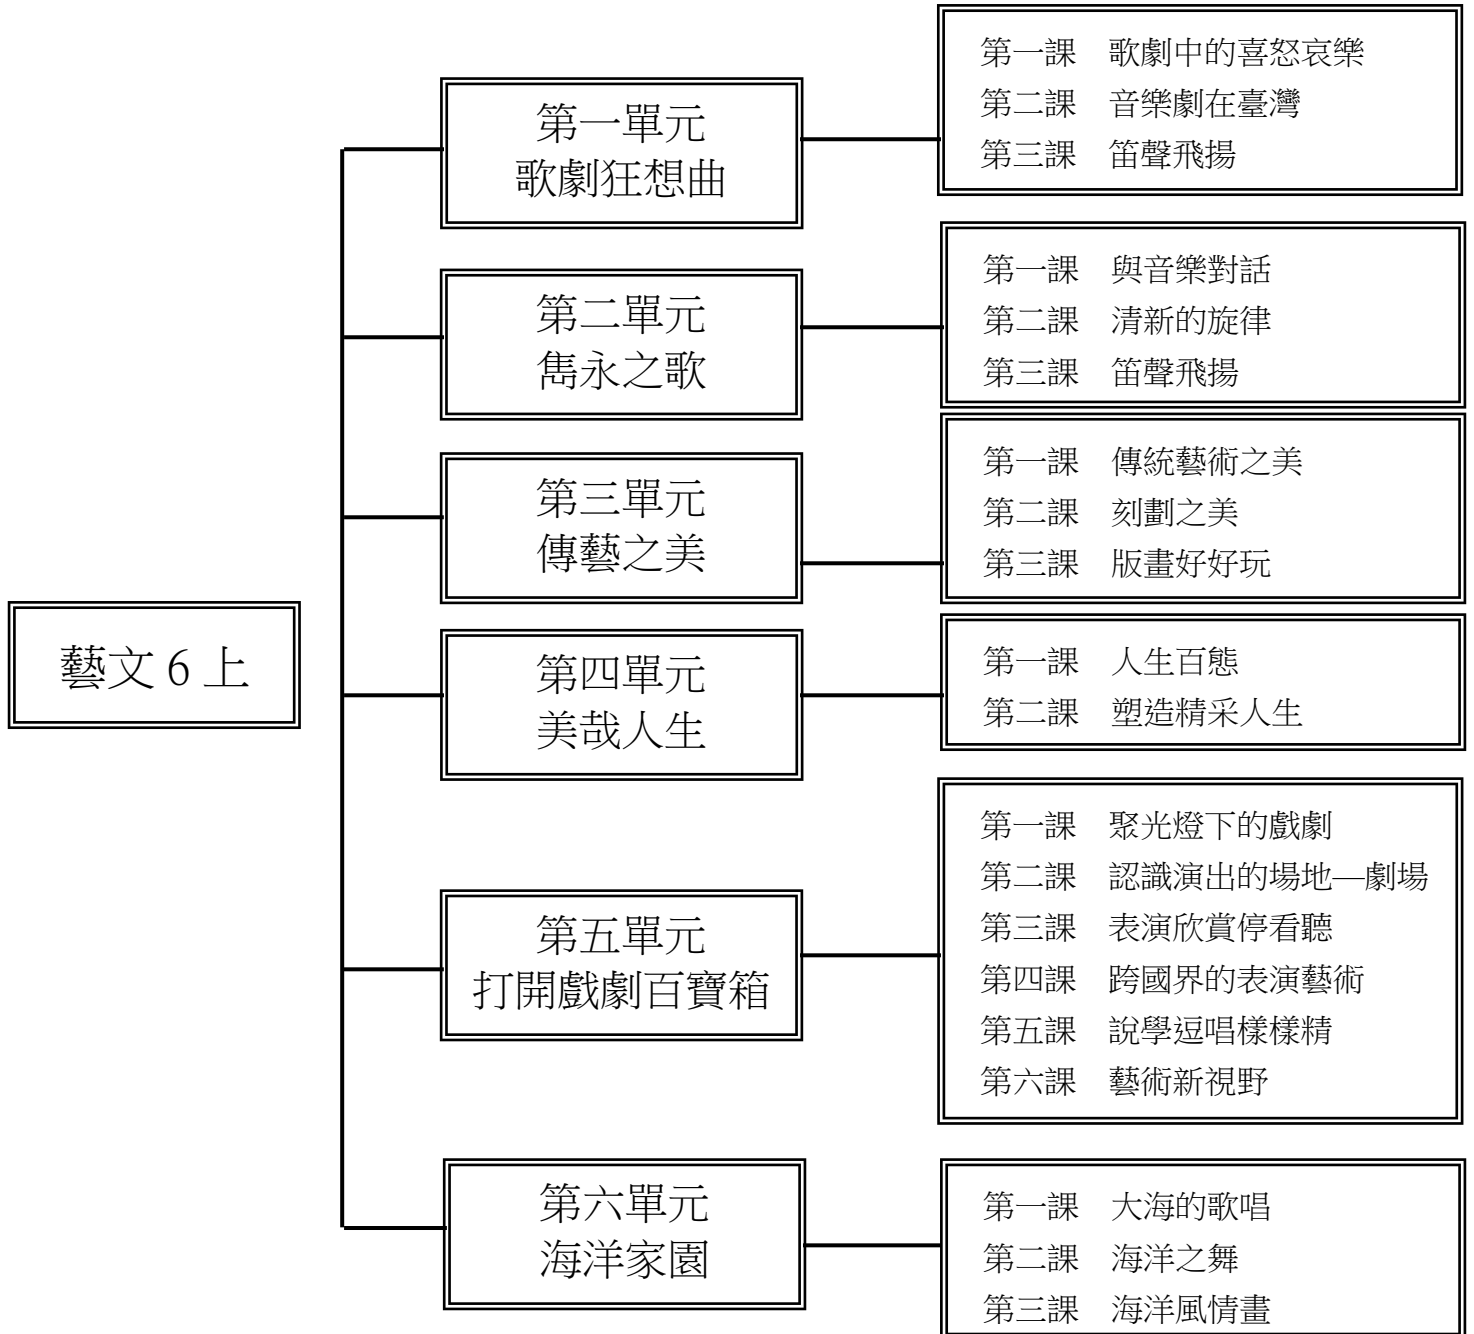 藝文 6 上
第一單元
歌劇狂想曲
第一課 歌劇中的喜怒哀樂
第二課 音樂劇在臺灣
第三課 笛聲飛揚
第二單元
雋永之歌
第一課 與音樂對話
第二課 清新的旋律
第三課 笛聲飛揚
第三單元
傳藝之美
第一課 傳統藝術之美
第二課 刻劃之美
第三課 版畫好好玩
第四單元
美哉人生
第一課 人生百態
第二課 塑造精采人生
第五單元
打開戲劇百寶箱
第一課 聚光燈下的戲劇
第二課 認識演出的場地—劇場
第三課 表演欣賞停看聽
第四課 跨國界的表演藝術
第五課 說學逗唱樣樣精
第六課 藝術新視野
第六單元
海洋家園
第一課 大海的歌唱
第二課 海洋之舞
第三課 海洋風情畫